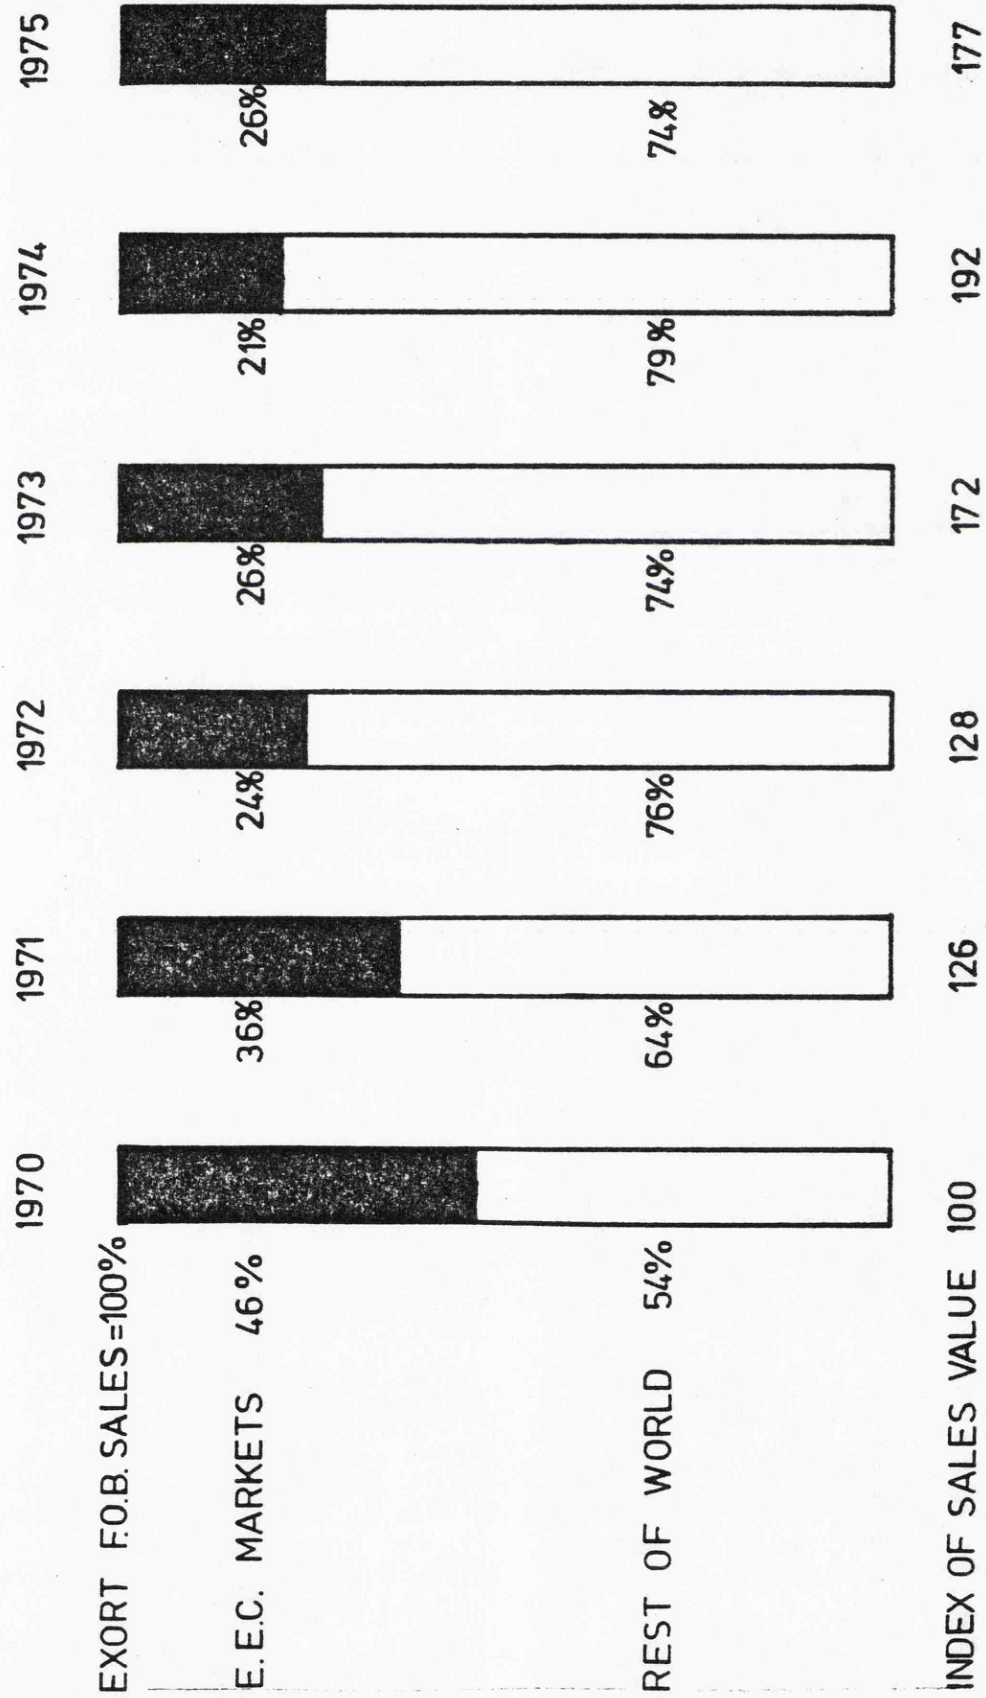 1970 1971 1972 1973 1974 1975
EXORT F.O.B. SALES=100%
E.E.C. MARKETS 46% 36% 24% 26% 21% 26%
REST OF WORLD 54% 64% 76% 74% 79% 74%
INDEX OF SALES VALUE 100 126 128 172 192 177